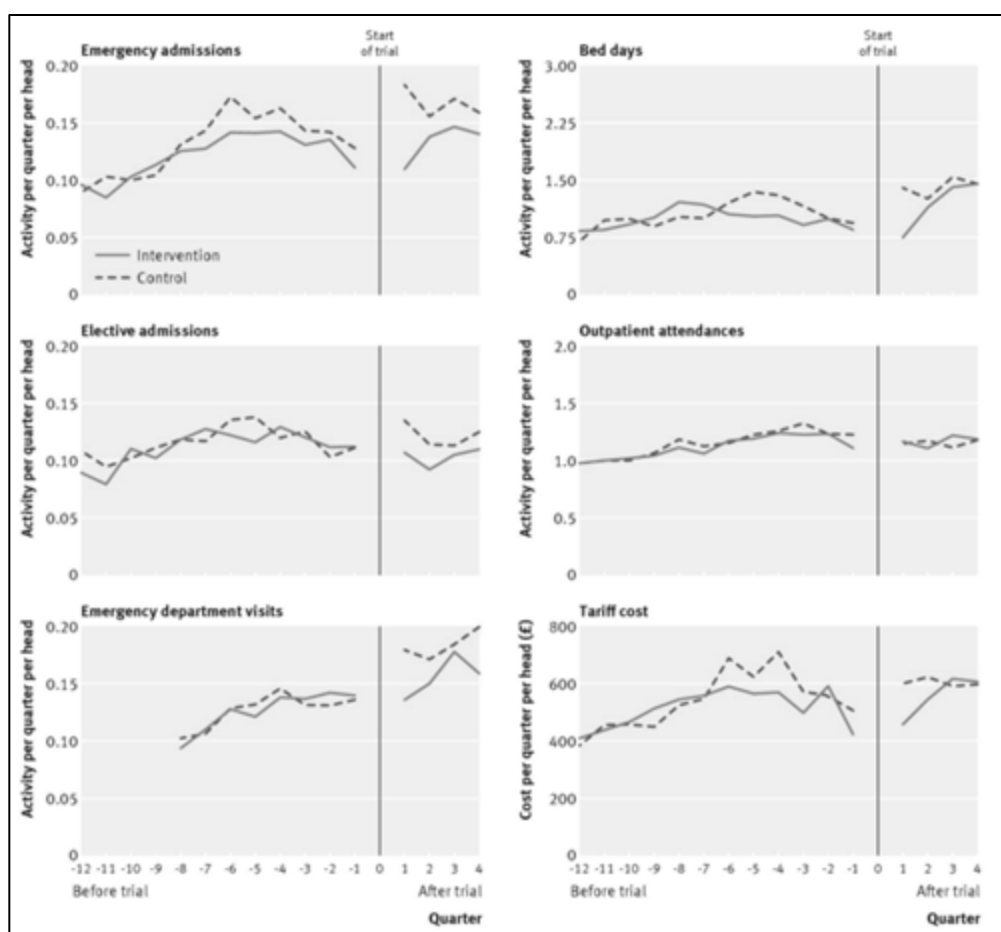 Emergency admissions
Start
of trial
Activity per quarter per head
0.20
0.15
0.10
0.05
0
Intervention
Control
Bed days
Start
of trial
Activity per quarter per head
3.00
2.25
1.50
0.75
0
Elective admissions
Activity per quarter per head
0.20
0.15
0.10
0.05
0
Outpatient attendances
Activity per quarter per head
2.0
1.5
1.0
0.5
0
Emergency department visits
Activity per quarter per head
0.20
0.15
0.10
0.05
0
-12 -11 -10 -9 -8 -7 -6 -5 -4 -3 -2 -1 0 1 2 3 4
Before trial After trial
Quarter
Tariff cost
Cost per quarter per head (£)
800
600
400
200
0
-12 -11 -10 -9 -8 -7 -6 -5 -4 -3 -2 -1 0 1 2 3 4
Before trial After trial
Quarter